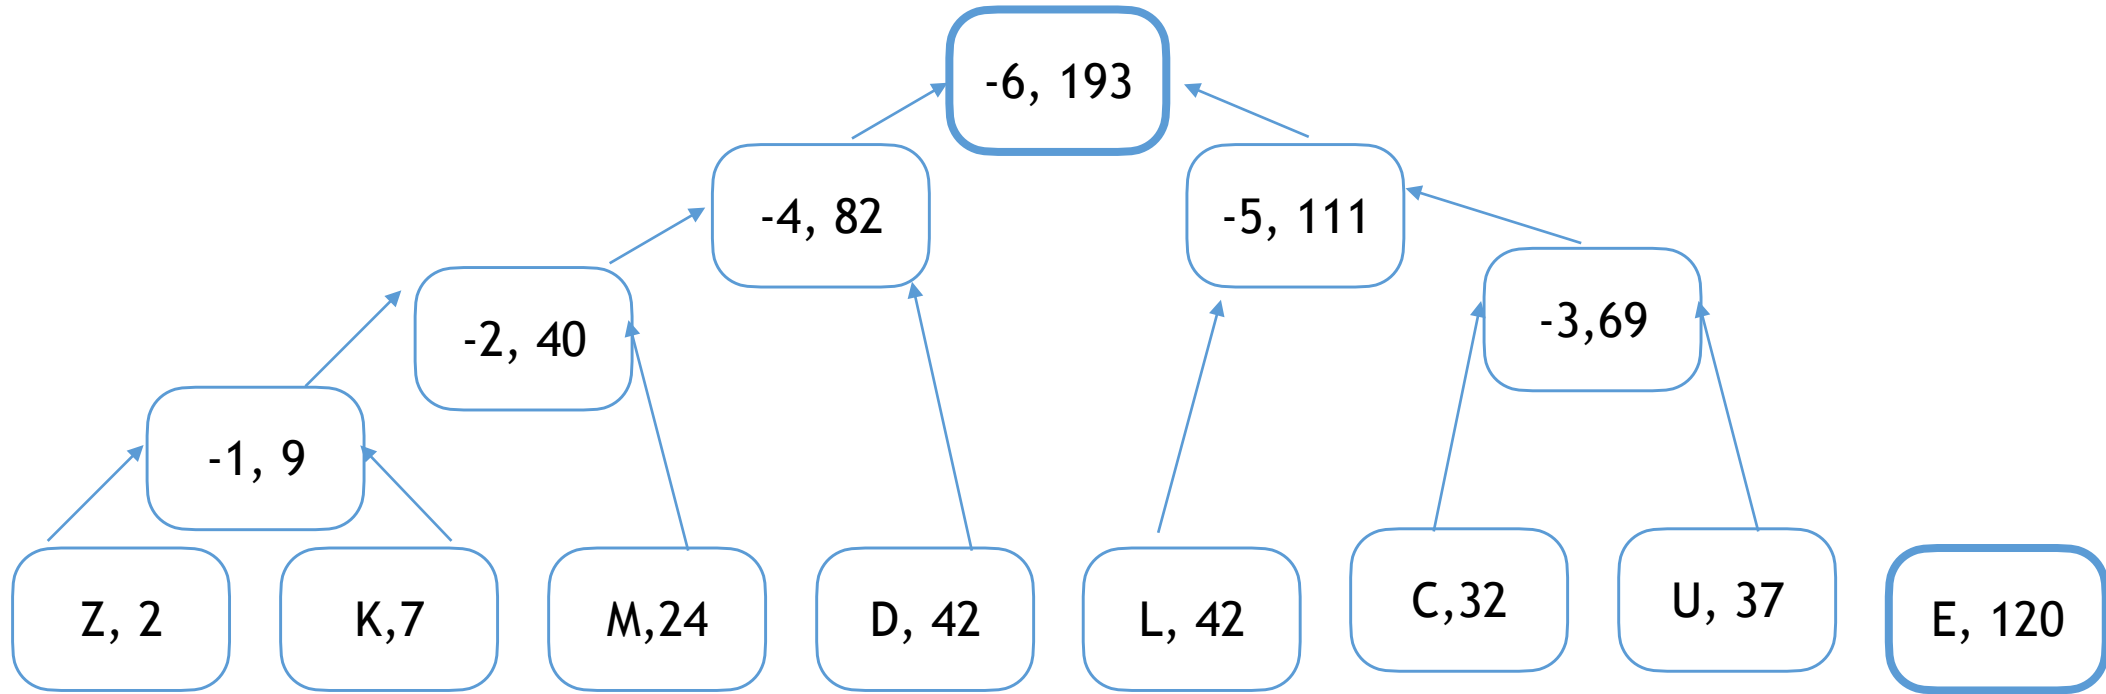 -6, 193
-4, 82
-5, 111
-2, 40
-3,69
-1, 9
Z, 2
K,7
M,24
D, 42
L, 42
C,32
U, 37
E, 120